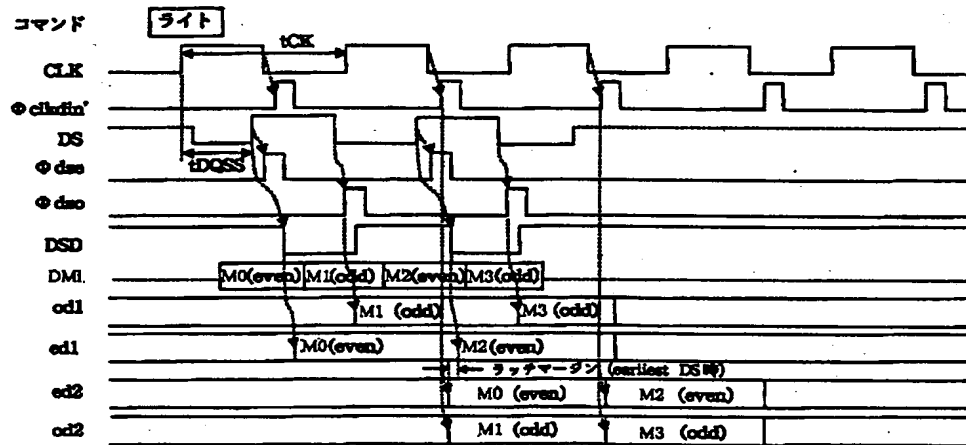 コマンド ライト
tCK
CLK
Φclkdin'
DS
tDQSS
Φdse
Φdso
DSD
DM1. M0(even) M1(odd) M2(even) M3(odd)
od1 M1 (odd) M3 (odd)
ed1 M0(even) M2(even)
ラッチマージン (earliest DS時)
ed2 M0 (even) M2 (even)
od2 M1 (odd) M3 (odd)